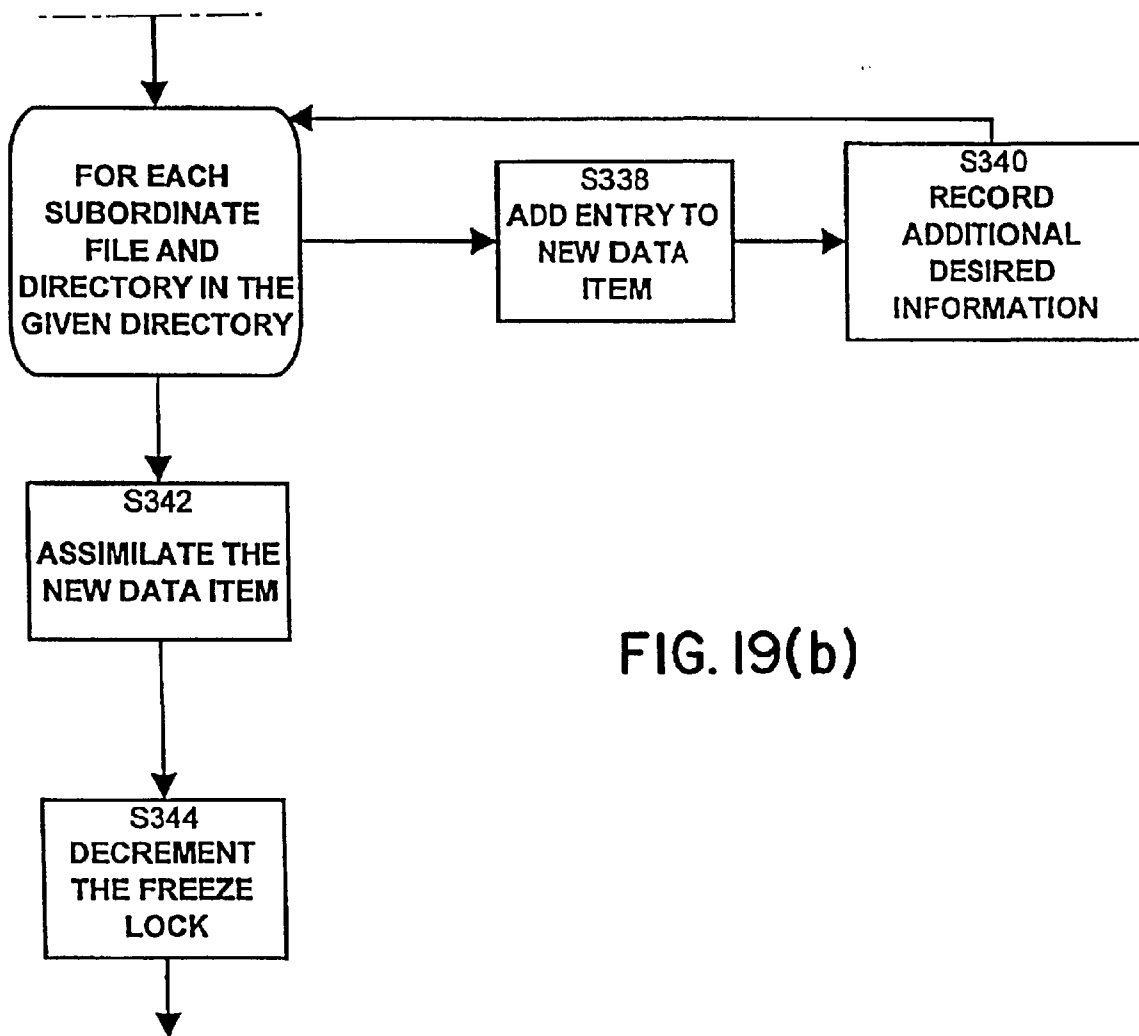 FOR EACH
SUBORDINATE
FILE AND
DIRECTORY IN THE
GIVEN DIRECTORY
S338
ADD ENTRY TO
NEW DATA
ITEM
S340
RECORD
ADDITIONAL
DESIRED
INFORMATION
S342
ASSIMILATE THE
NEW DATA ITEM
S344
DECREMENT
THE FREEZE
LOCK
FIG. 19(b)